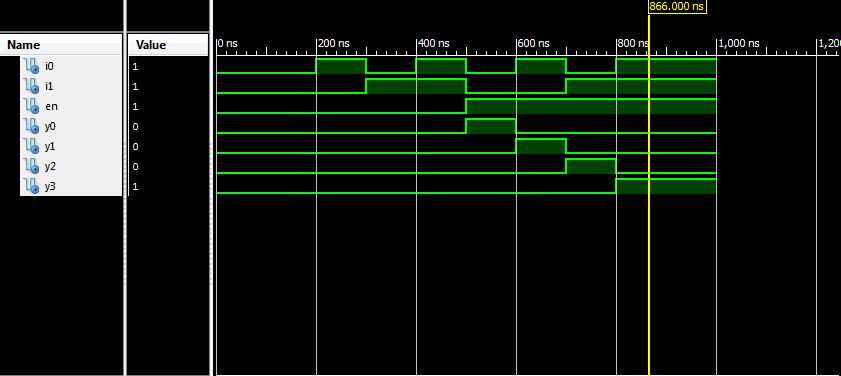 866.000 ns
Name Value
0 ns 200 ns 400 ns 600 ns 800 ns 1,000 ns 1,200
i0 1
i1 1
en 1
y0 0
y1 0
y2 0
y3 1